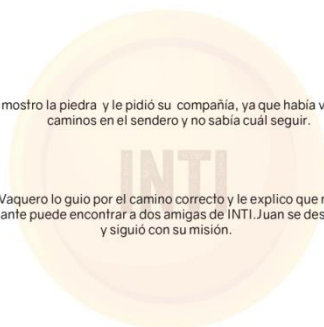 mostro la piedra y le pidió su compañía, ya que había v
caminos en el sendero y no sabía cuál seguir.
INTI
Vaquero lo guio por el camino correcto y le explico que
ante puede encontrar a dos amigas de INTI.Juan se des
y siguió con su misión.